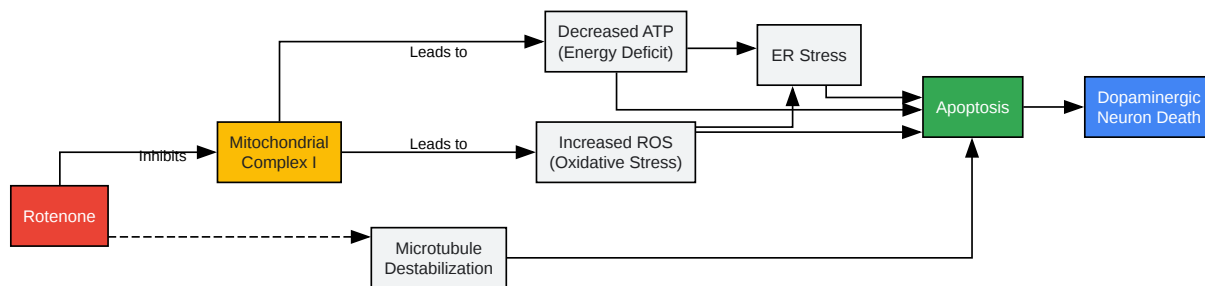 Decreased ATP
(Energy Deficit)
Leads to
ER Stress
Apoptosis
Dopaminergic
Neuron Death
Mitochondrial
Complex I
Leads to
Increased ROS
(Oxidative Stress)
Inhibits
Rotenone
Microtubule
Destabilization